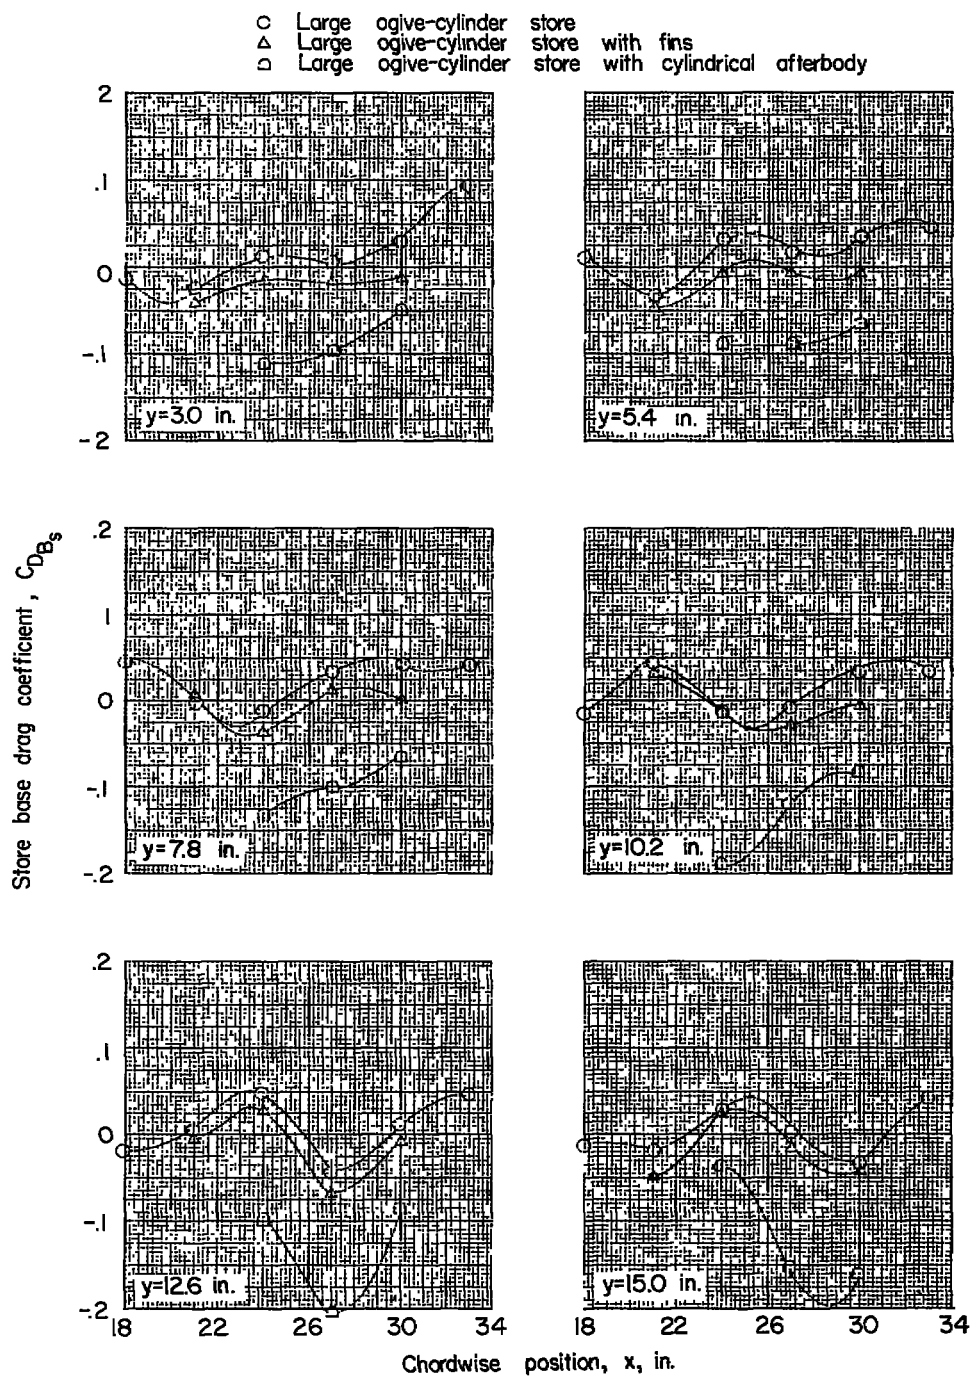 Large ogive-cylinder store
Large ogive-cylinder store with fins
Large ogive-cylinder store with cylindrical afterbody
2
.1
0
-.1
-2
y=3.0 in.
y=5.4 in.
Store base drag coefficient, CDBs
.2
.1
0
-.1
-.2
y=7.8 in.
y=10.2 in.
.2
.1
0
-.1
-.2
y=12.6 in.
y=15.0 in.
18 22 26 30 34 18 22 26 30 34
Chordwise position, x, in.